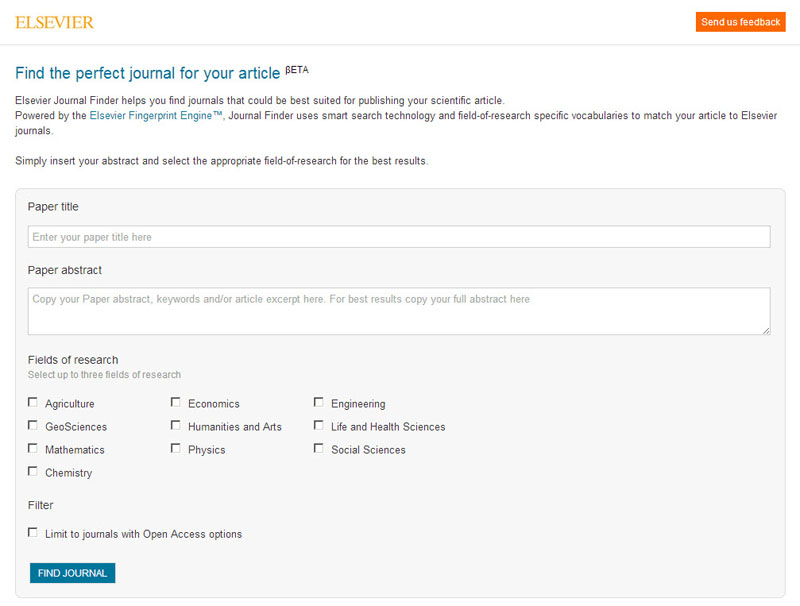 ELSEVIER
Send us feedback
Find the perfect journal for your article βETA
Elsevier Journal Finder helps you find journals that could be best suited for publishing your scientific article.
Powered by the Elsevier Fingerprint Engine™, Journal Finder uses smart search technology and field-of-research specific vocabularies to match your article to Elsevier
journals.
Simply insert your abstract and select the appropriate field-of-research for the best results.
Paper title
Enter your paper title here
Paper abstract
Copy your Paper abstract, keywords and/or article excerpt here. For best results copy your full abstract here
Fields of research
Select up to three fields of research
Agriculture Economics Engineering
GeoSciences Humanities and Arts Life and Health Sciences
Mathematics Physics Social Sciences
Chemistry
Filter
Limit to journals with Open Access options
FIND JOURNAL